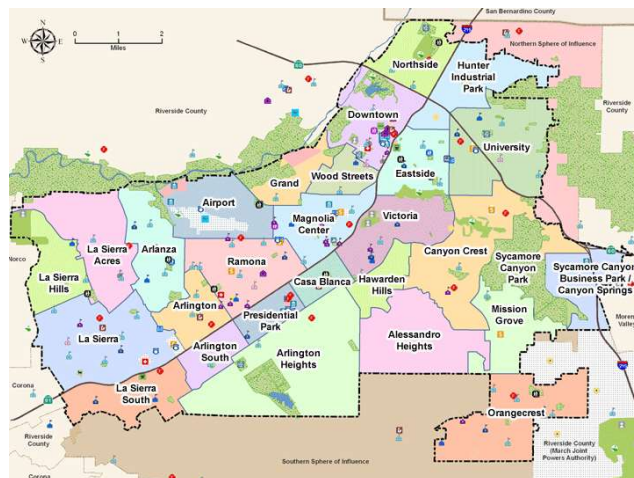 San Bernardino County
N
W
E
S
0
1
2
Miles
Northside
Northern Sphere of Influence
Hunter
Industrial
Park
Riverside
County
Riverside County
Downtown
University
Wood Streets
Eastside
Grand
Airport
Magnolia
Center
Victoria
La Sierra
Acres
Arlanza
Canyon Crest
Norco
Ramona
Sycamore
Canyon
Park
Sycamore Canyon
Business Park /
Canyon Springs
La Sierra
Hills
Casa Blanca
Hawarden
Hills
Arlington
Presidential
Park
Mission
Grove
Moreno
Valley
La Sierra
Arlington
South
Arlington
Heights
Alessandro
Heights
La Sierra
South
Corona
Orangecrest
Riverside
County
Riverside County
(March Joint
Powers Authority)
Southern Sphere of Influence
Corona